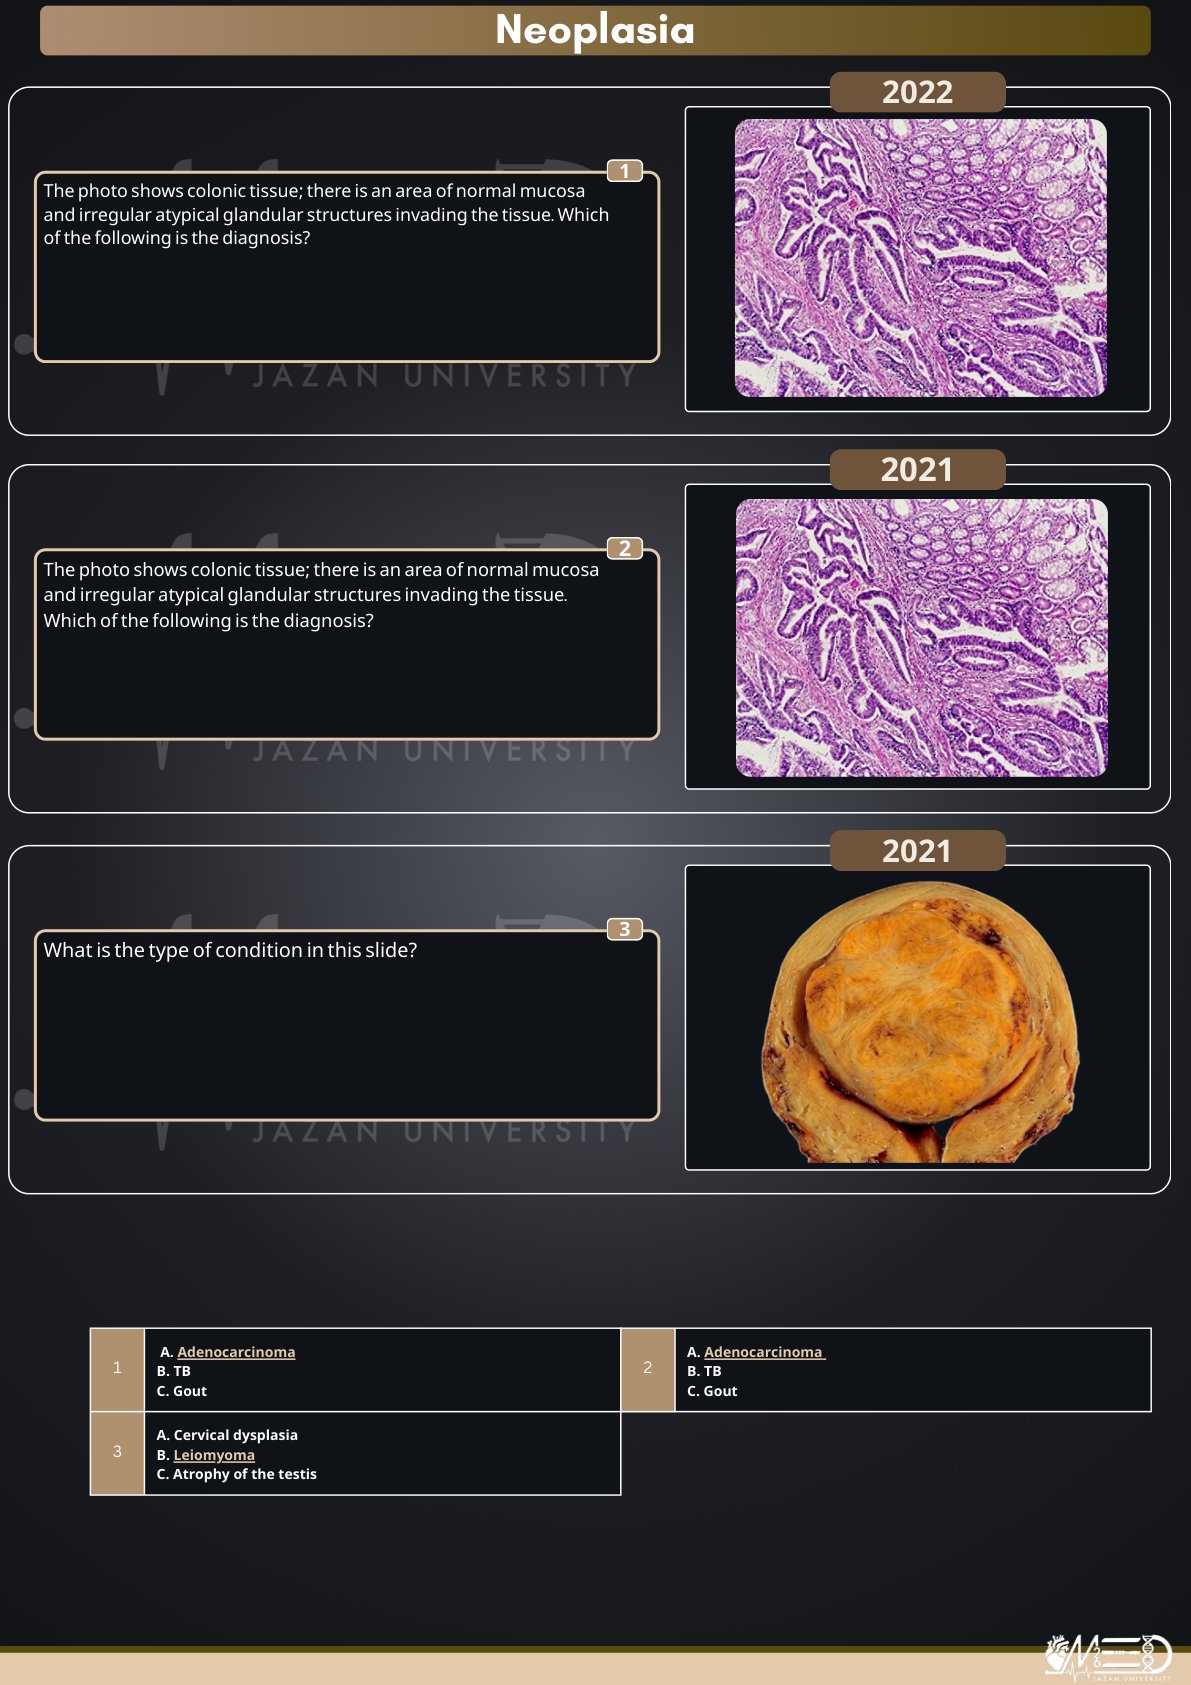 Neoplasia
2022
1
The photo shows colonic tissue; there is an area of normal mucosa
and irregular atypical glandular structures invading the tissue. Which
of the following is the diagnosis?
JAZAN UNIVERSITY
2021
2
The photo shows colonic tissue; there is an area of normal mucosa
and irregular atypical glandular structures invading the tissue.
Which of the following is the diagnosis?
JAZAN UNIVERSITY
2021
3
What is the type of condition in this slide?
JAZAN UNIVERSITY
1
A. Adenocarcinoma
B. TB
C. Gout
2
A. Adenocarcinoma
B. TB
C. Gout
3
A. Cervical dysplasia
B. Leiomyoma
C. Atrophy of the testis
MED
JAZAN UNIVERSITY